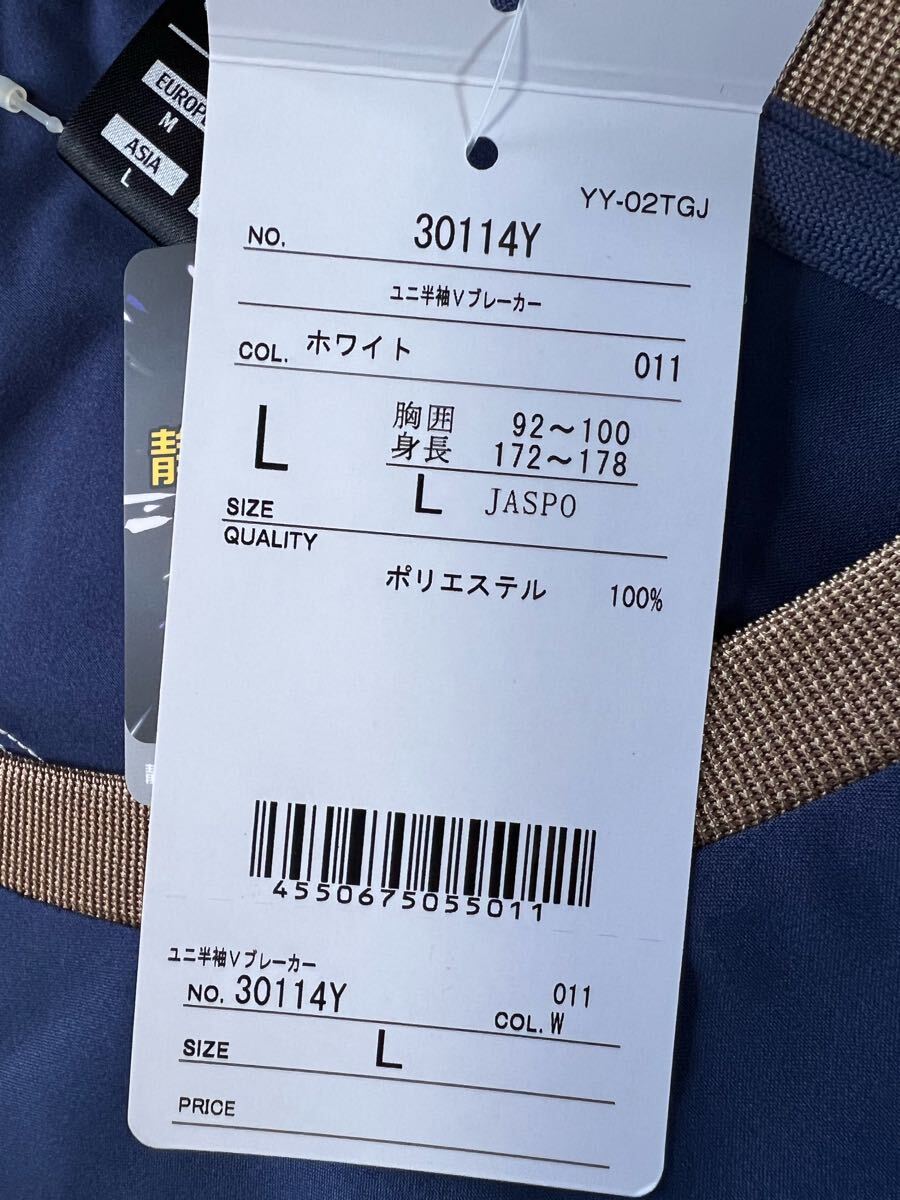 EUROPE
M
ASIA
L
静
静
YY-02TGJ
NO. 30114Y
ユニ半袖Vブレーカー
COL. ホワイト 011
L 胸囲 92～100
身長 172～178
SIZE L JASPO
QUALITY
ポリエステル 100%
4550675055011
ユニ半袖Vブレーカー
NO. 30114Y 011
COL. W
SIZE L
PRICE